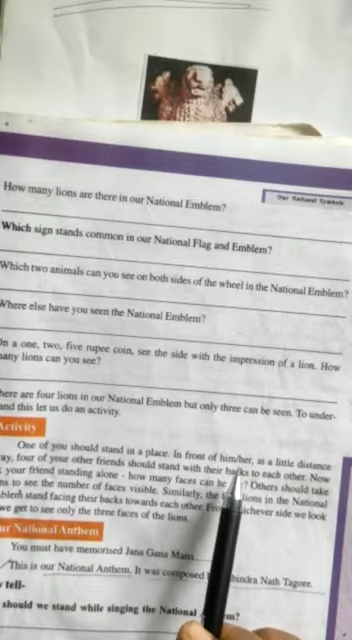 Our National Symbols
How many lions are there in our National Emblem?
Which sign stands common in our National Flag and Emblem?
Which two animals can you see on both sides of the wheel in the National Emblem?
Where else have you seen the National Emblem?
On a one, two, five rupee coin, see the side with the impression of a lion. How
many lions can you see?
here are four lions in our National Emblem but only three can be seen. To under-
and this let us do an activity.
Activity
One of you should stand in a place. In front of him/her, at a little distance
ay, four of your other friends should stand with their backs to each other. Now
your friend standing alone - how many faces can he ? Others should take
ns to see the number of faces visible. Similarly, the lions in the National
blem stand facing their backs towards each other. From whichever side we look
we get to see only the three faces of the lions.
ur National Anthem
You must have memorised Jana Gana Mana
This is our National Anthem. It was composed bindra Nath Tagore.
tell-
should we stand while singing the National m?